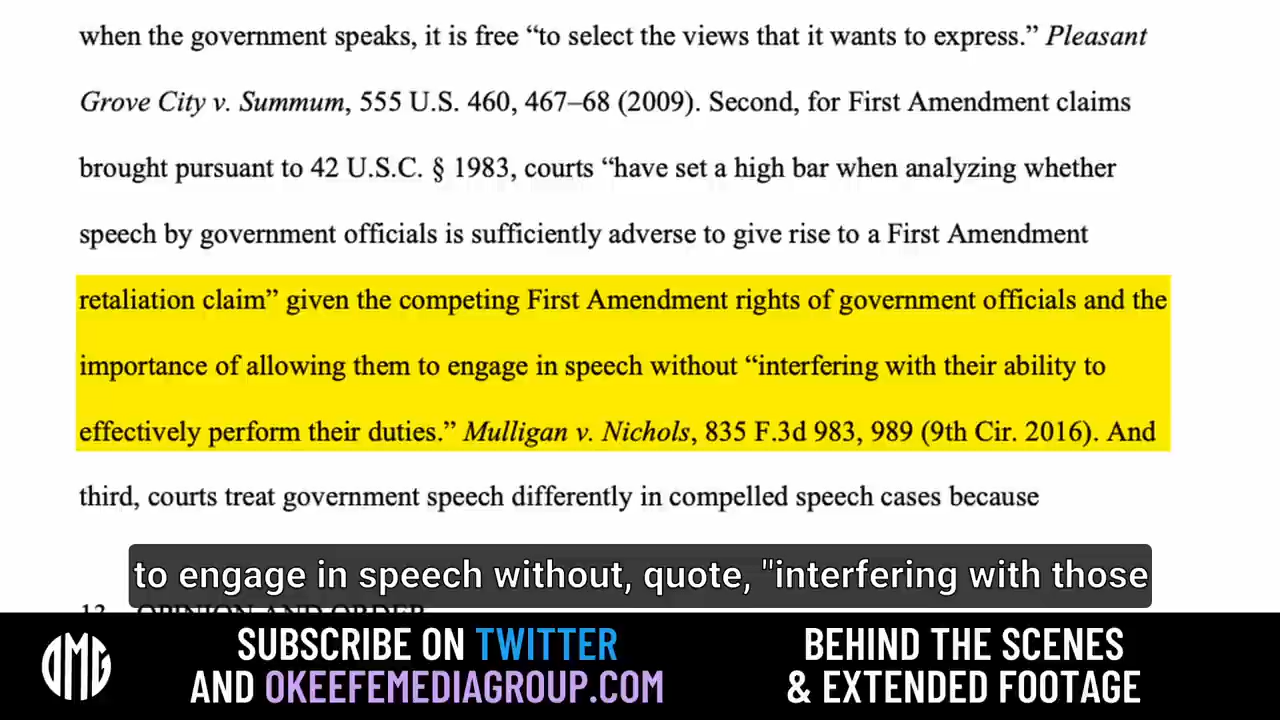 when the government speaks, it is free “to select the views that it wants to express.” Pleasant
Grove City v. Summum, 555 U.S. 460, 467–68 (2009). Second, for First Amendment claims
brought pursuant to 42 U.S.C. § 1983, courts “have set a high bar when analyzing whether
speech by government officials is sufficiently adverse to give rise to a First Amendment
retaliation claim” given the competing First Amendment rights of government officials and the
importance of allowing them to engage in speech without “interfering with their ability to
effectively perform their duties.” Mulligan v. Nichols, 835 F.3d 983, 989 (9th Cir. 2016). And
third, courts treat government speech differently in compelled speech cases because
to engage in speech without, quote, "interfering with those
OPINION AND ORDER
OMG
SUBSCRIBE ON TWITTER
AND OKEEFEMEDIAGROUP.COM
BEHIND THE SCENES
& EXTENDED FOOTAGE